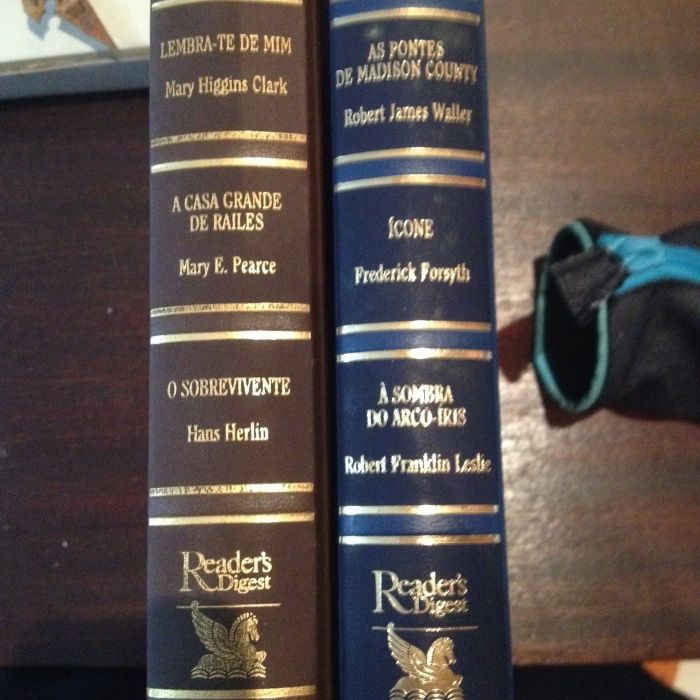 LEMBRA-TE DE MIM
Mary Higgins Clark
A CASA GRANDE
DE RAILES
Mary E. Pearce
O SOBREVIVENTE
Hans Herlin
Reader's
Digest
AS PONTES
DE MADISON COUNTY
Robert James Waller
ÍCONE
Frederick Forsyth
À SOMBRA
DO ARCO-ÍRIS
Robert Franklin Leslie
Reader's
Digest